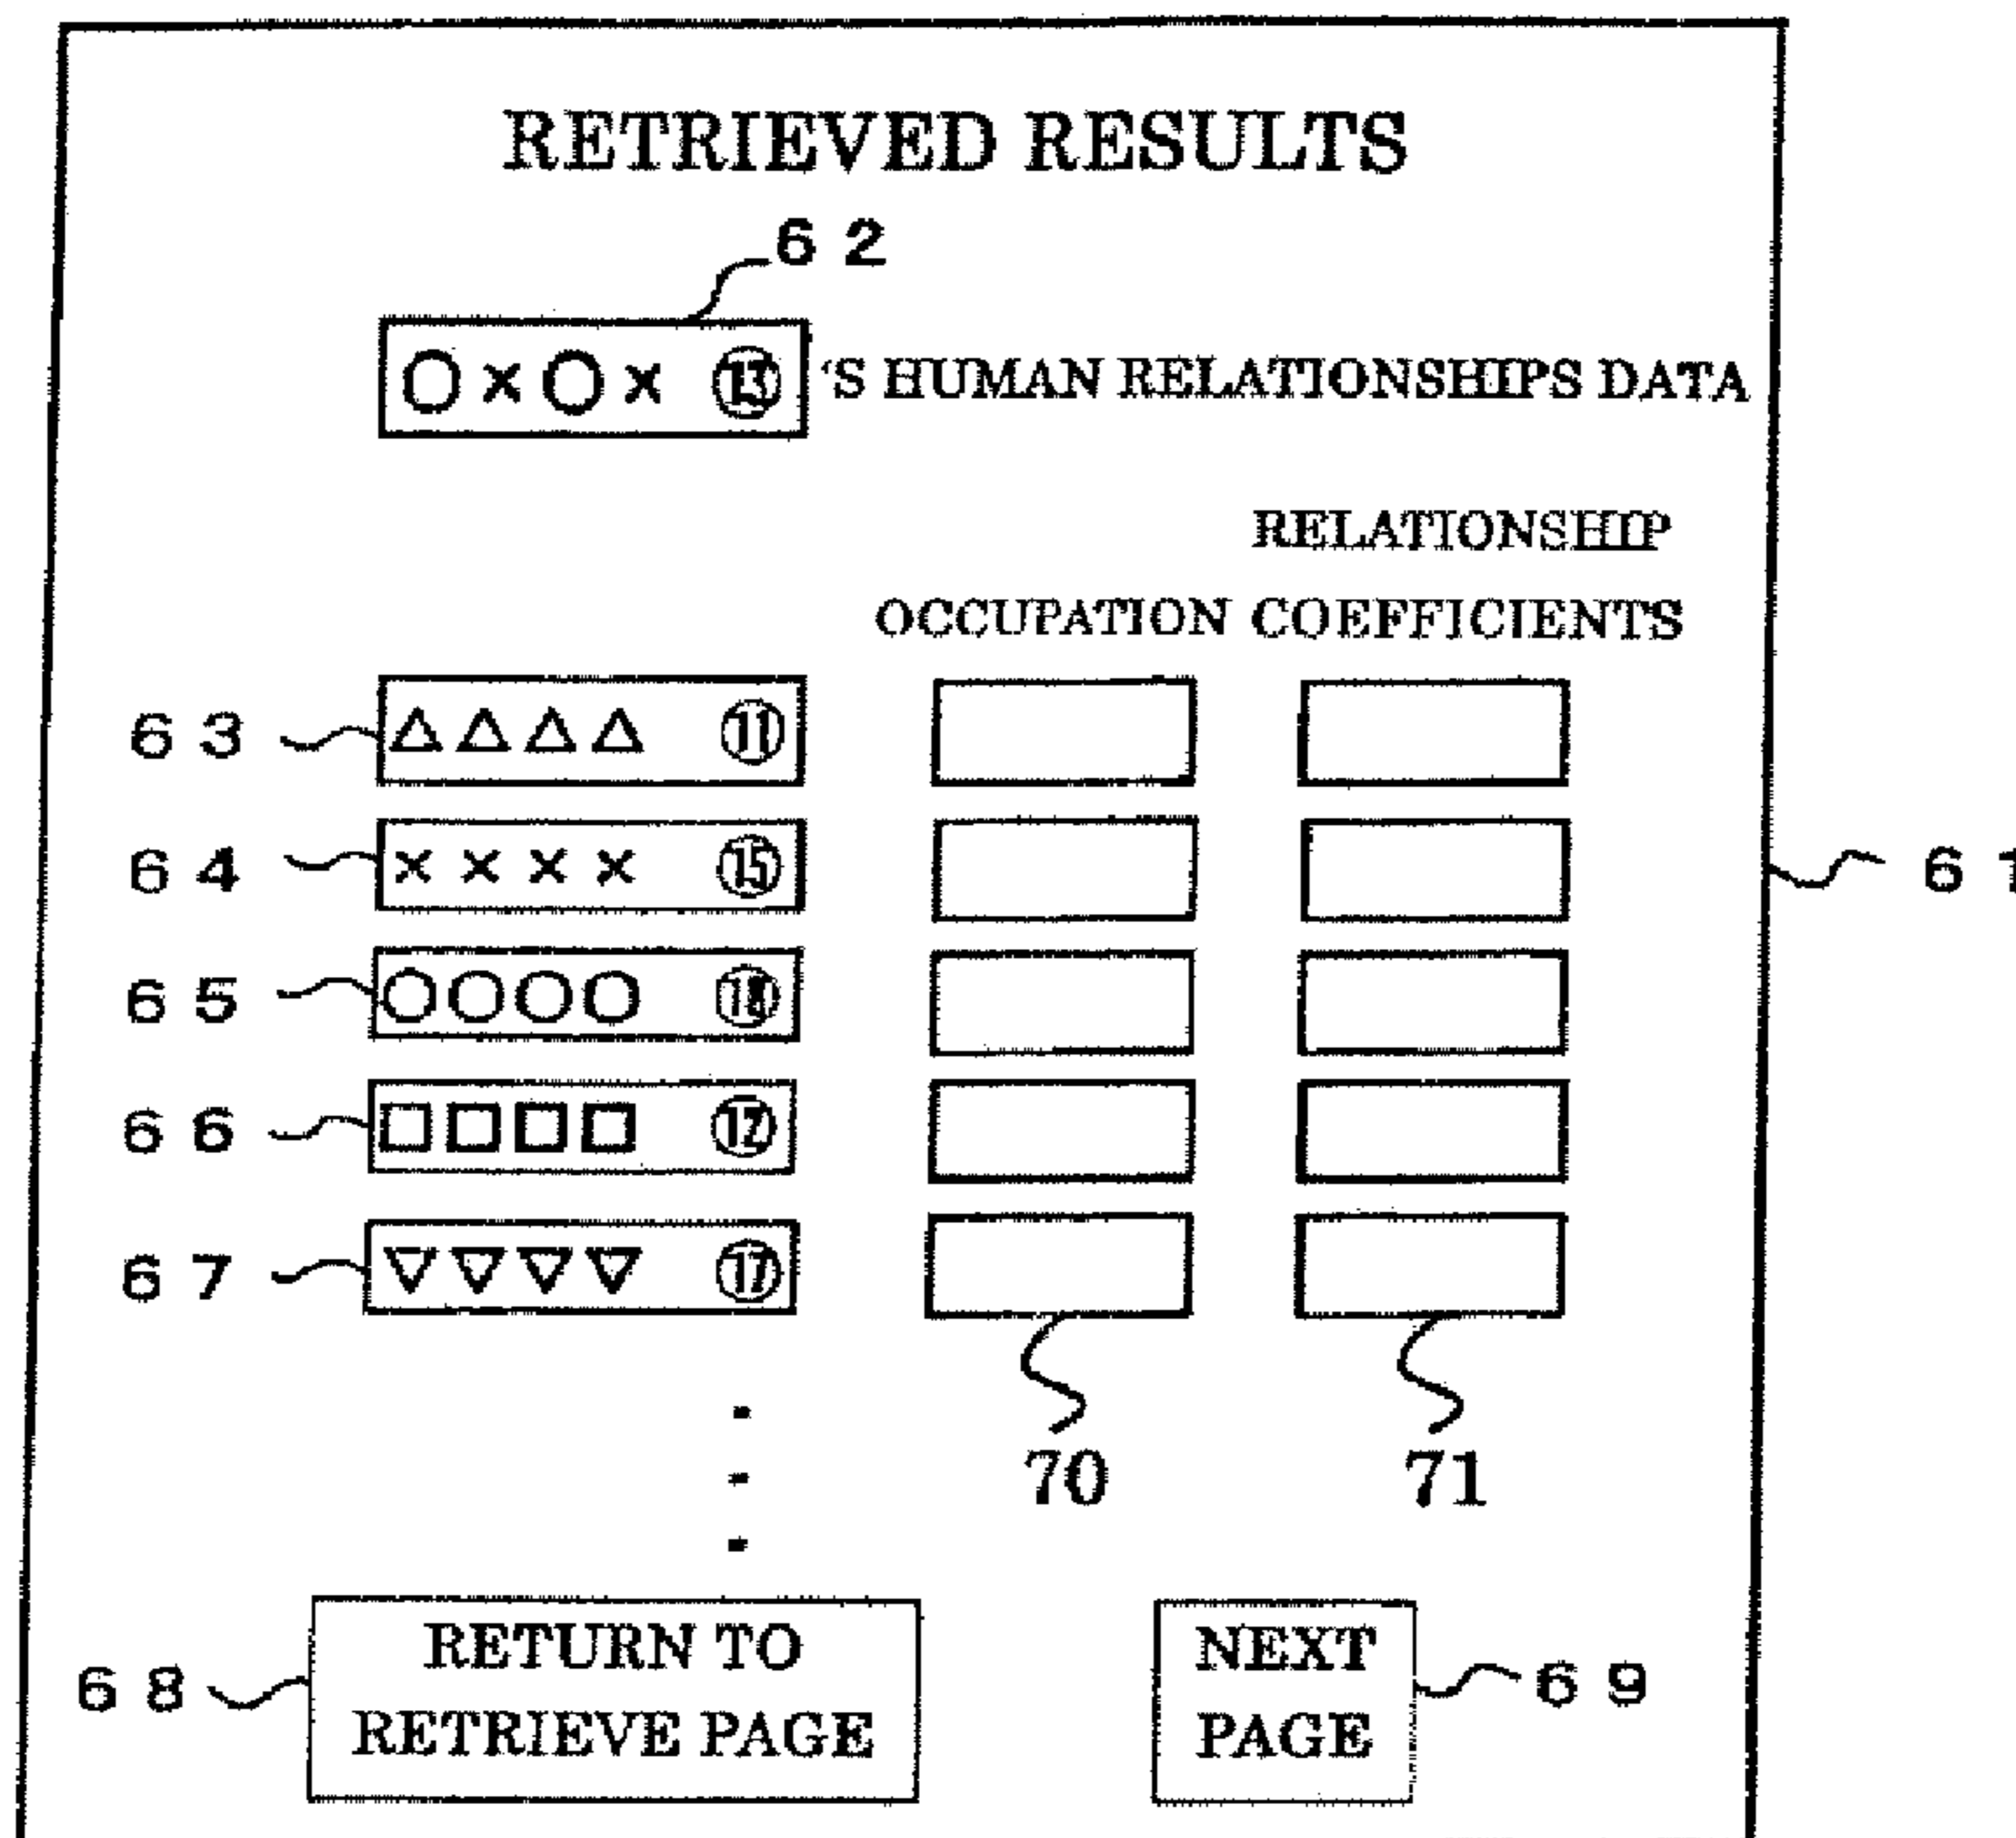 RETRIEVED RESULTS
62
○×○× ⑬ 'S HUMAN RELATIONSHIPS DATA
RELATIONSHIP
OCCUPATION COEFFICIENTS
63 △△△△ ⑪
64 ×××× ⑮
61
65 ○○○○
66 □□□□ ⑫
67 ▽▽▽▽ ⑰
70 71
68 RETURN TO
RETRIEVE PAGE
NEXT
PAGE 69